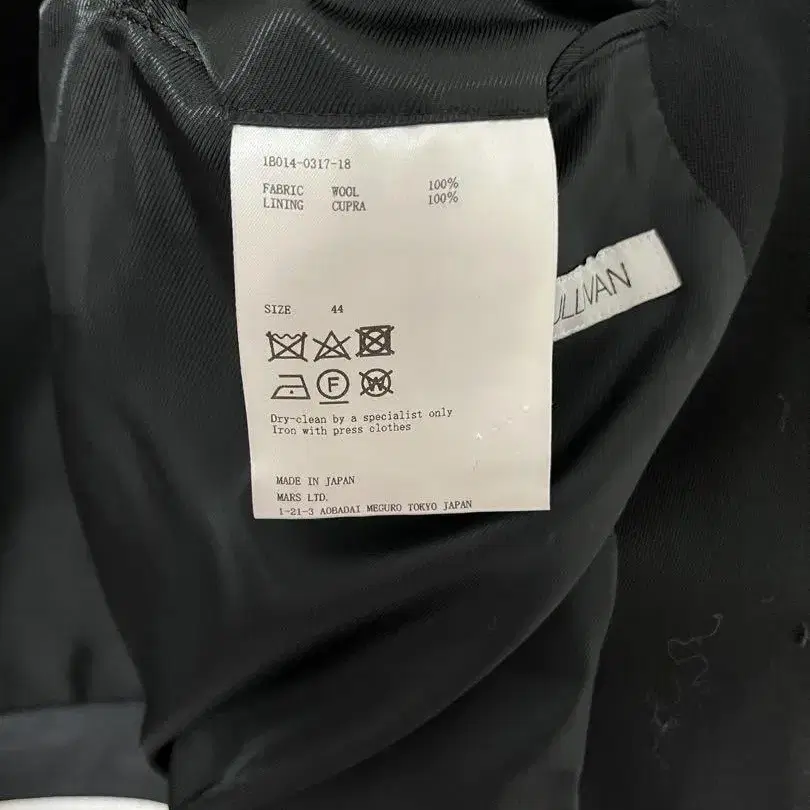 1B014-0317-18
FABRIC WOOL 100%
LINING CUPRA 100%
SIZE 44
F
W
Dry-clean by a specialist only
Iron with press clothes
MADE IN JAPAN
MARS LTD.
1-21-3 AOBADAI MEGURO TOKYO JAPAN
ULLIVAN